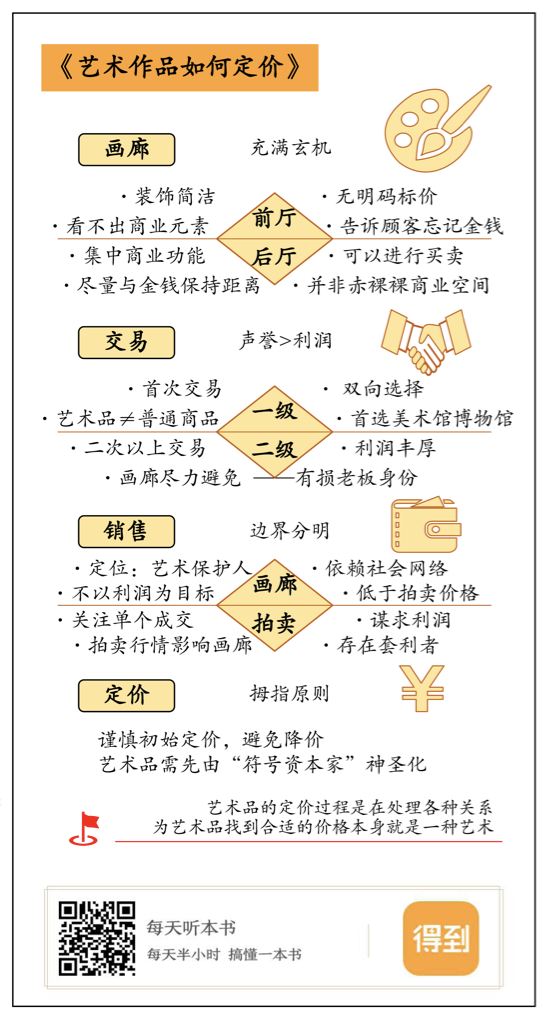 《艺术作品如何定价》
画廊 充满玄机
·装饰简洁 ·无明码标价
·看不出商业元素 前厅 ·告诉顾客忘记金钱
·集中商业功能 后厅 ·可以进行买卖
·尽量与金钱保持距离 ·并非赤裸裸商业空间
交易 声誉>利润
·首次交易 ·双向选择
·艺术品≠普通商品 一级 ·首选美术馆博物馆
·二次以上交易 二级 ·利润丰厚
·画廊尽力避免 ——有损老板身份
销售 边界分明
·定位：艺术保护人 ·依赖社会网络
·不以利润为目标 画廊 ·低于拍卖价格
·关注单个成交 拍卖 ·谋求利润
·拍卖行情影响画廊 ·存在套利者
定价 拇指原则
¥
谨慎初始定价，避免降价
艺术品需先由“符号资本家”神圣化
艺术品的定价过程是在处理各种关系
为艺术品找到合适的价格本身就是一种艺术
每天听本书
每天半小时 搞懂一本书
得到